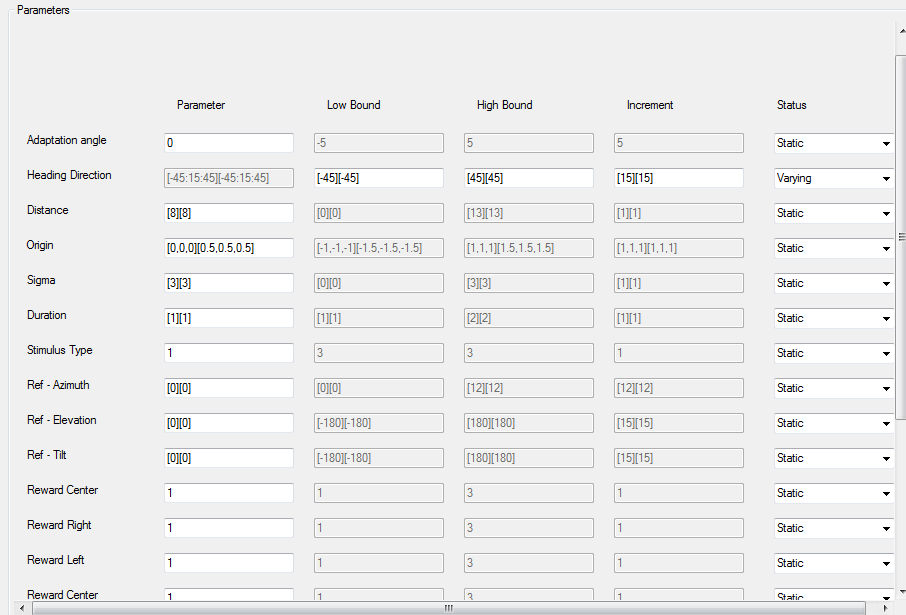 Parameters
Parameter Low Bound High Bound Increment Status
Adaptation angle 0 -5 5 5 Static
Heading Direction [-45:15:45][-45:15:45] [-45][-45] [45][45] [15][15] Varying
Distance [8][8] [0][0] [13][13] [1][1] Static
Origin [0,0,0][0.5,0.5,0.5] [-1,-1,-1][-1.5,-1.5,-1.5] [1,1,1][1.5,1.5,1.5] [1,1,1][1,1,1] Static
Sigma [3][3] [0][0] [3][3] [1][1] Static
Duration [1][1] [1][1] [2][2] [1][1] Static
Stimulus Type 1 3 3 1 Static
Ref - Azimuth [0][0] [0][0] [12][12] [12][12] Static
Ref - Elevation [0][0] [-180][-180] [180][180] [15][15] Static
Ref - Tilt [0][0] [-180][-180] [180][180] [15][15] Static
Reward Center 1 1 3 1 Static
Reward Right 1 1 3 1 Static
Reward Left 1 1 3 1 Static
Reward Center 1 1 3 1 Static